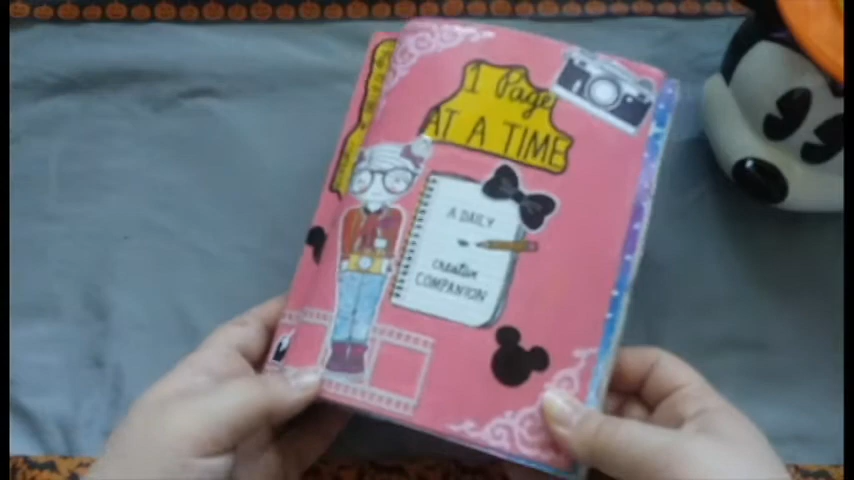 1 Page
AT A TIME
A DAILY
creative
COMPANION